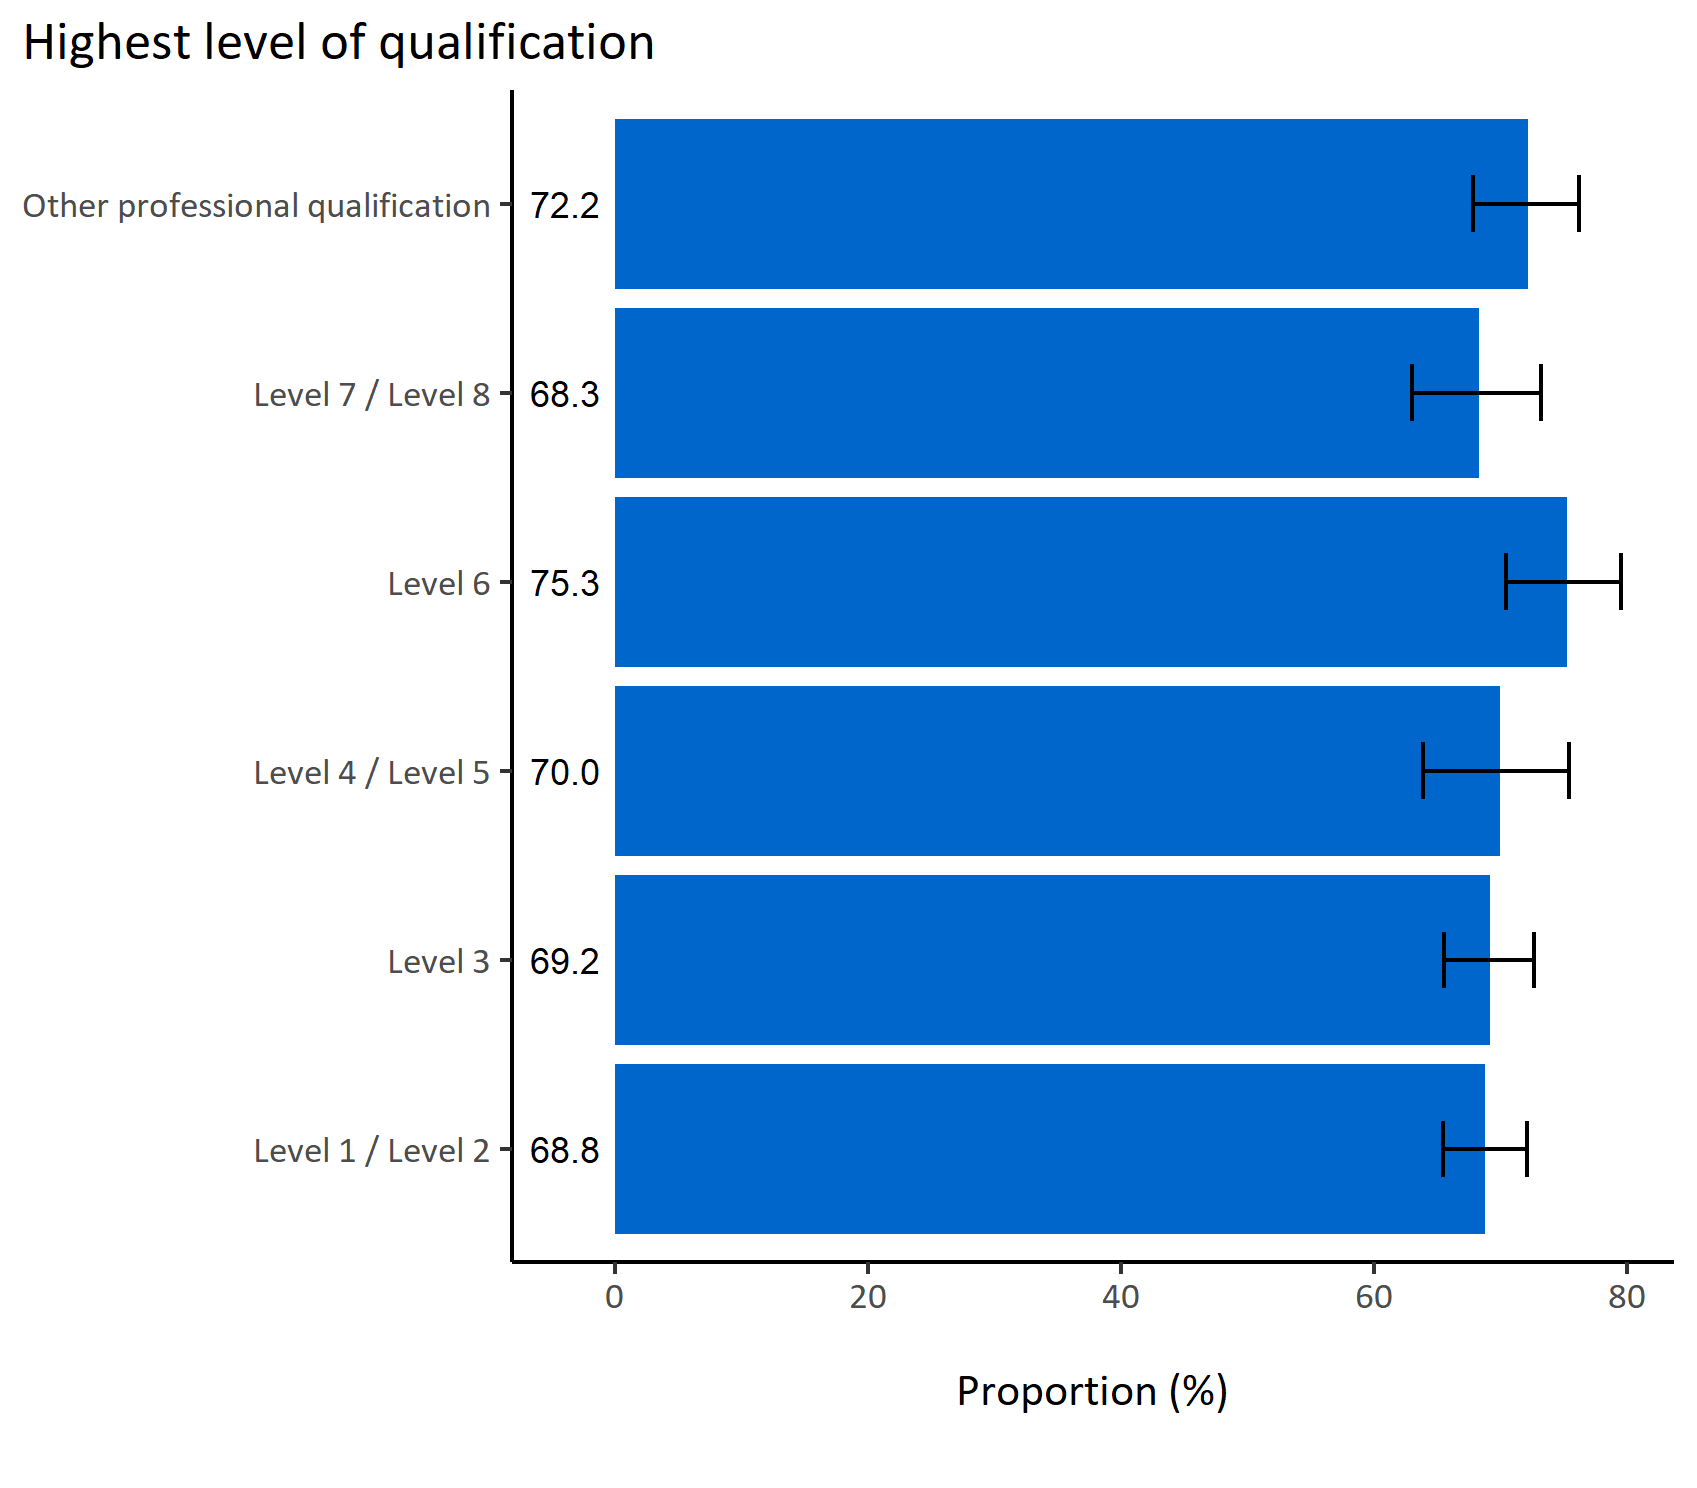 Highest level of qualification
Other professional qualification 72.2
Level 7 / Level 8 68.3
Level 6 75.3
Level 4 / Level 5 70.0
Level 3 69.2
Level 1 / Level 2 68.8
0 20 40 60 80
Proportion (%)